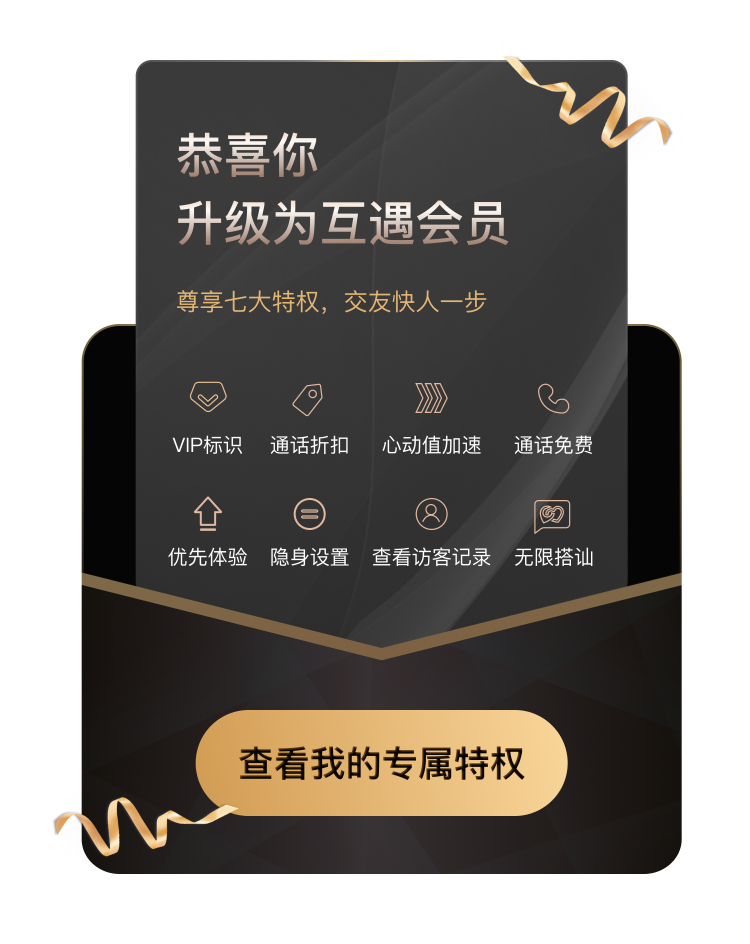 恭喜你
升级为互遇会员
尊享七大特权，交友快人一步
VIP标识 通话折扣 心动值加速 通话免费
优先体验 隐身设置 查看访客记录 无限搭讪
查看我的专属特权